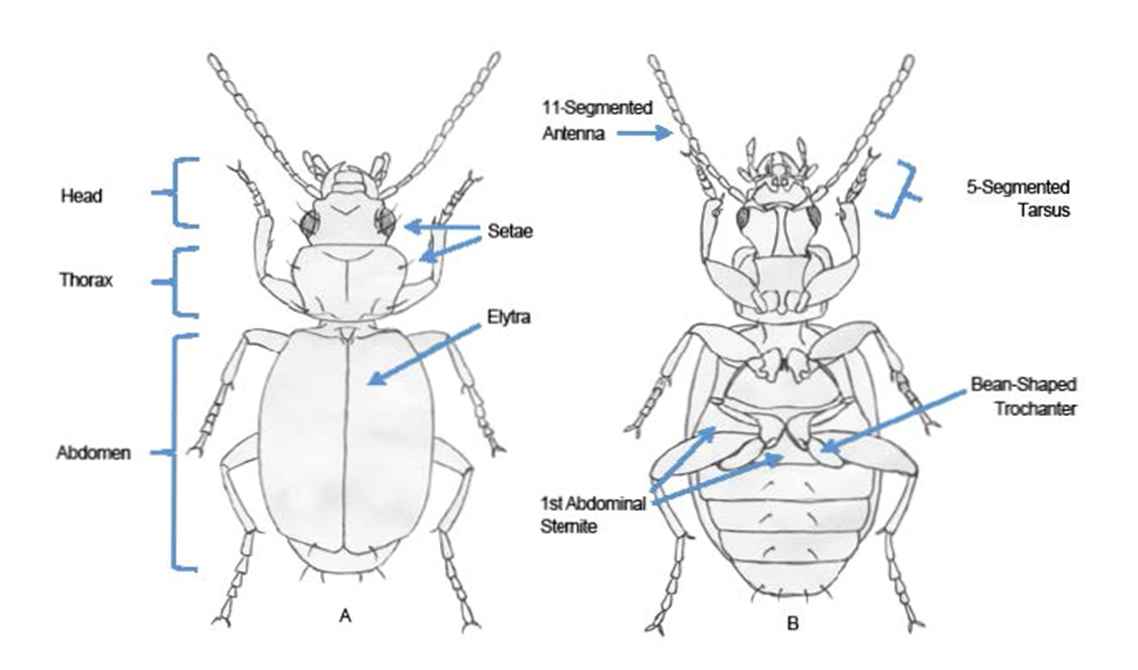 Head
Thorax
Abdomen
Setae
Elytra
A
11-Segmented
Antenna
5-Segmented
Tarsus
Bean-Shaped
Trochanter
1st Abdominal
Sternite
B